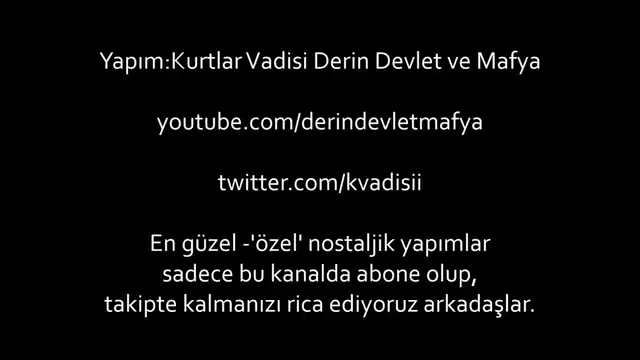 Yapım:Kurtlar Vadisi Derin Devlet ve Mafya
youtube.com/derindevletmafya
twitter.com/kvadisii
En güzel -'özel' nostaljik yapımlar
sadece bu kanalda abone olup,
takipte kalmanızı rica ediyoruz arkadaşlar.